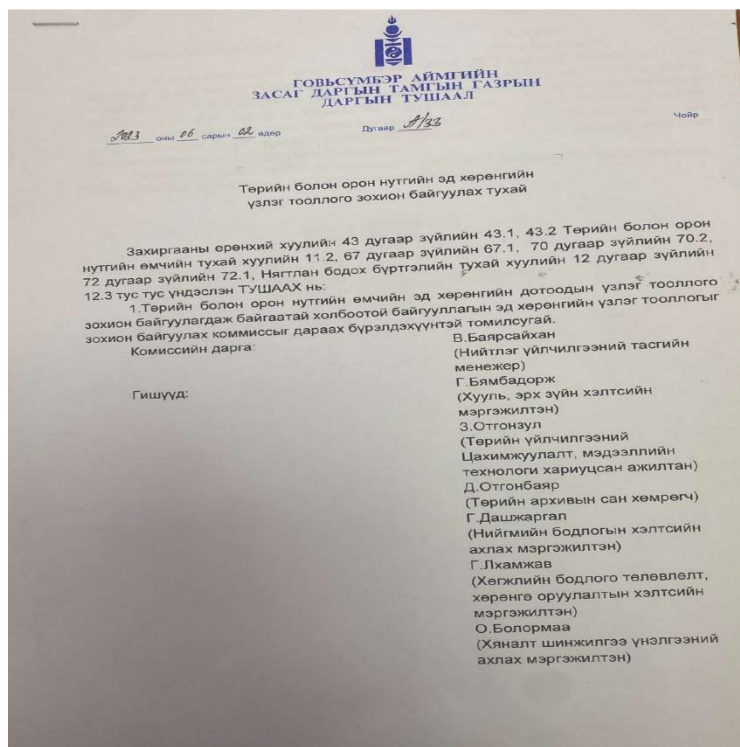 ГОВЬСҮМБЭР АЙМГИЙН
ЗАСАГ ДАРГЫН ТАМГЫН ГАЗРЫН
ДАРГЫН ТУШААЛ
2023 оны 06 сарын 02 өдөр Дугаар А/33 Чойр
Төрийн болон орон нутгийн эд хөрөнгийн
үзлэг тооллого зохион байгуулах тухай
Захиргааны ерөнхий хуулийн 43 дугаар зүйлийн 43.1, 43.2 Төрийн болон орон
нутгийн өмчийн тухай хуулийн 11.2, 67 дугаар зүйлийн 67.1, 70 дугаар зүйлийн 70.2,
72 дугаар зүйлийн 72.1, Нягтлан бодох бүртгэлийн тухай хуулийн 12 дугаар зүйлийн
12.3 тус тус үндэслэн ТУШААХ нь:
1.Төрийн болон орон нутгийн өмчийн эд хөрөнгийн дотоодын үзлэг тооллого
зохион байгуулагдаж байгаатай холбоотой байгууллагын эд хөрөнгийн үзлэг тооллогыг
зохион байгуулах коммиссыг дараах бүрэлдэхүүнтэй томилсугай.
Комиссийн дарга: В.Баярсайхан
(Нийтлэг үйлчилгээний тасгийн
менежер)
Гишүүд: Г.Бямбадорж
(Хууль, эрх зүйн хэлтсийн
мэргэжилтэн)
З.Отгонзул
(Төрийн үйлчилгээний
Цахимжуулалт, мэдээллийн
технологи хариуцсан ажилтан)
Д.Отгонбаяр
(Төрийн архивын сан хөмрөгч)
Г.Дашжаргал
(Нийгмийн бодлогын хэлтсийн
ахлах мэргэжилтэн)
Г.Лхамжав
(Хөгжлийн бодлого төлөвлөлт,
хөрөнгө оруулалтын хэлтсийн
мэргэжилтэн)
О.Болормаа
(Хяналт шинжилгээ үнэлгээний
ахлах мэргэжилтэн)